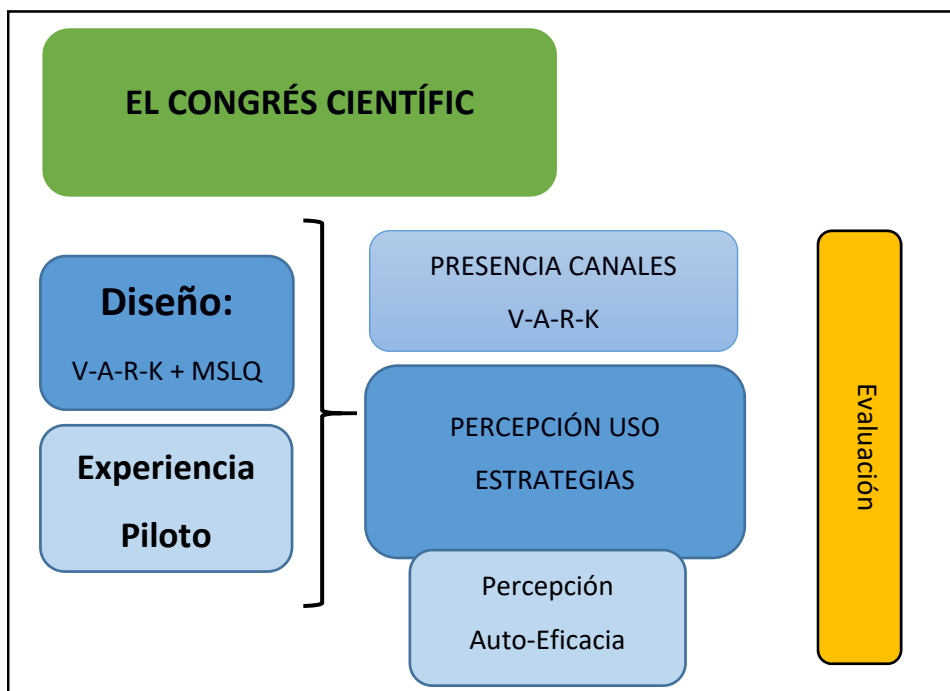 EL CONGRÉS CIENTÍFIC
Diseño:
V-A-R-K + MSLQ
Experiencia
Piloto
PRESENCIA CANALES
V-A-R-K
PERCEPCIÓN USO
ESTRATEGIAS
Percepción
Auto-Eficacia
Evaluación